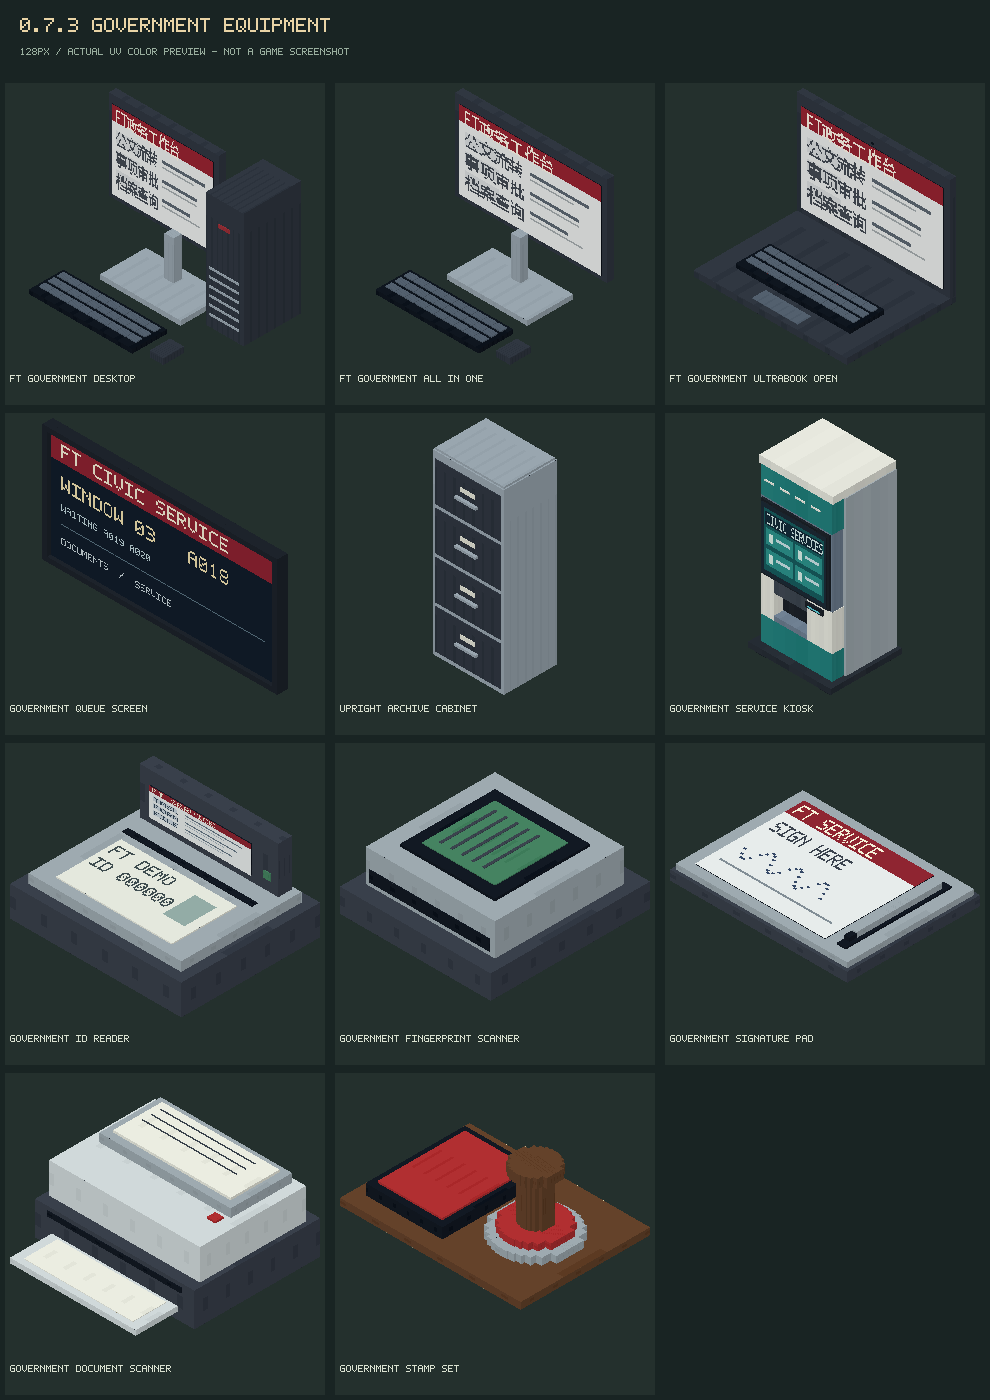 0.7.3 GOVERNMENT EQUIPMENT
128PX / ACTUAL UV COLOR PREVIEW - NOT A GAME SCREENSHOT
FT政务工作台
公文流转
事项审批
档案查询
FT GOVERNMENT DESKTOP
FT政务工作台
公文流转
事项审批
档案查询
FT GOVERNMENT ALL IN ONE
FT政务工作台
公文流转
事项审批
档案查询
FT GOVERNMENT ULTRABOOK OPEN
FT CIVIC SERVICE
WINDOW 03 A018
WAITING A019 A020
DOCUMENTS / SERVICE
GOVERNMENT QUEUE SCREEN
UPRIGHT ARCHIVE CABINET
CIVIC SERVICES
GOVERNMENT SERVICE KIOSK
FT DEMO
ID 000000
GOVERNMENT ID READER
GOVERNMENT FINGERPRINT SCANNER
FT SERVICE
SIGN HERE
GOVERNMENT SIGNATURE PAD
GOVERNMENT DOCUMENT SCANNER
GOVERNMENT STAMP SET